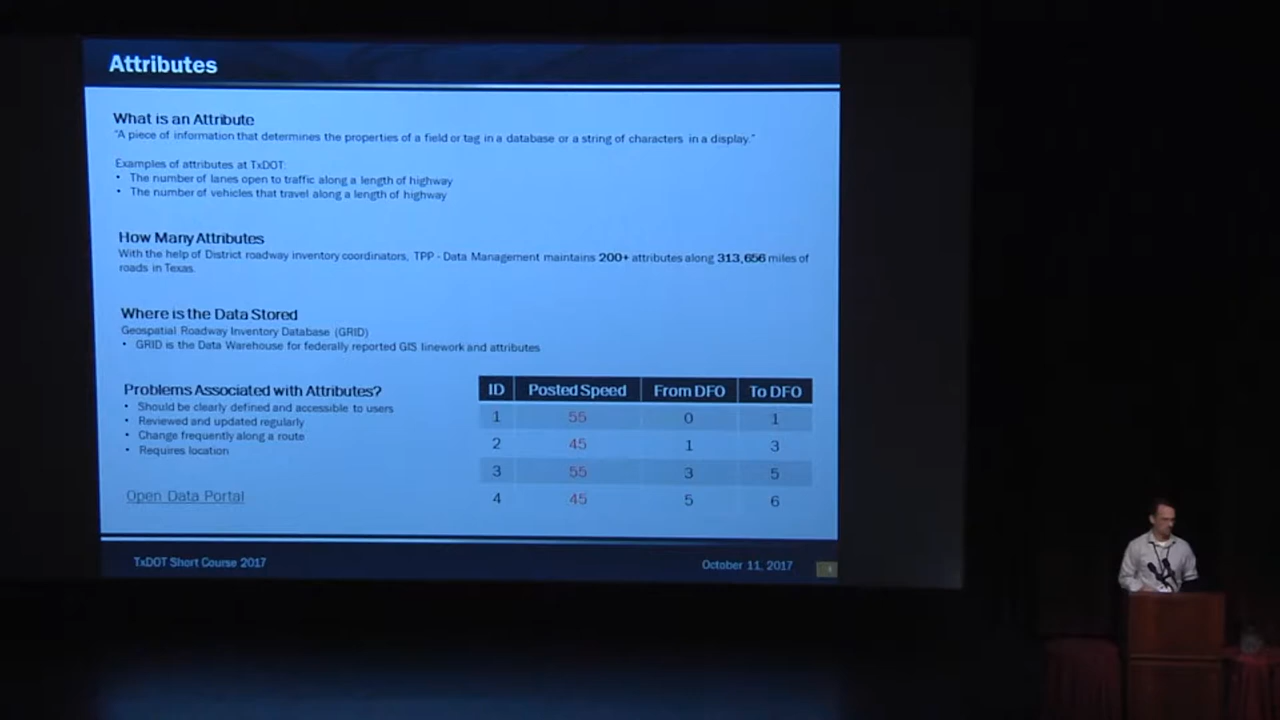 Attributes
What is an Attribute
"A piece of information that determines the properties of a field or tag in a database or a string of characters in a display."
Examples of attributes at TxDOT:
• The number of lanes open to traffic along a length of highway
• The number of vehicles that travel along a length of highway
How Many Attributes
With the help of District roadway inventory coordinators, TPP - Data Management maintains 200+ attributes along 313,656 miles of
roads in Texas.
Where is the Data Stored
Geospatial Roadway Inventory Database (GRID)
• GRID is the Data Warehouse for federally reported GIS linework and attributes
Problems Associated with Attributes?
• Should be clearly defined and accessible to users
• Reviewed and updated regularly
• Change frequently along a route
• Requires location
Open Data Portal
ID Posted Speed From DFO To DFO
1 55 0 1
2 45 1 3
3 55 3 5
4 45 5 6
TxDOT Short Course 2017
October 11, 2017